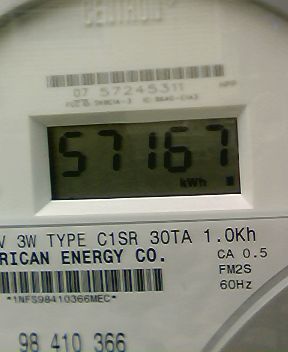 CENTRON
07 57245311
57167
kWh
V 3W TYPE C1SR 30TA 1.0Kh
RICAN ENERGY CO. CA 0.5
FM2S
*1NFS98410366MEC* 60Hz
98 410 366